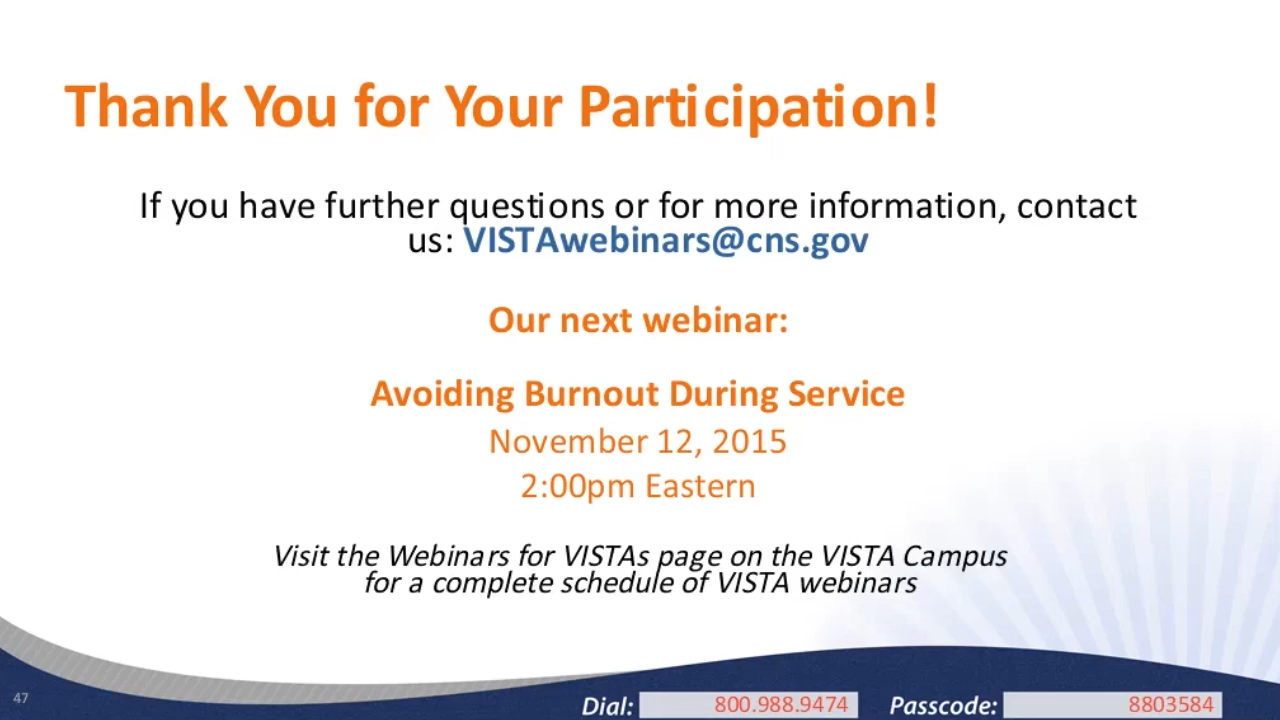 Thank You for Your Participation!
If you have further questions or for more information, contact
us: VISTAwebinars@cns.gov
Our next webinar:
Avoiding Burnout During Service
November 12, 2015
2:00pm Eastern
Visit the Webinars for VISTAs page on the VISTA Campus
for a complete schedule of VISTA webinars
47
Dial: 800.988.9474 Passcode: 8803584